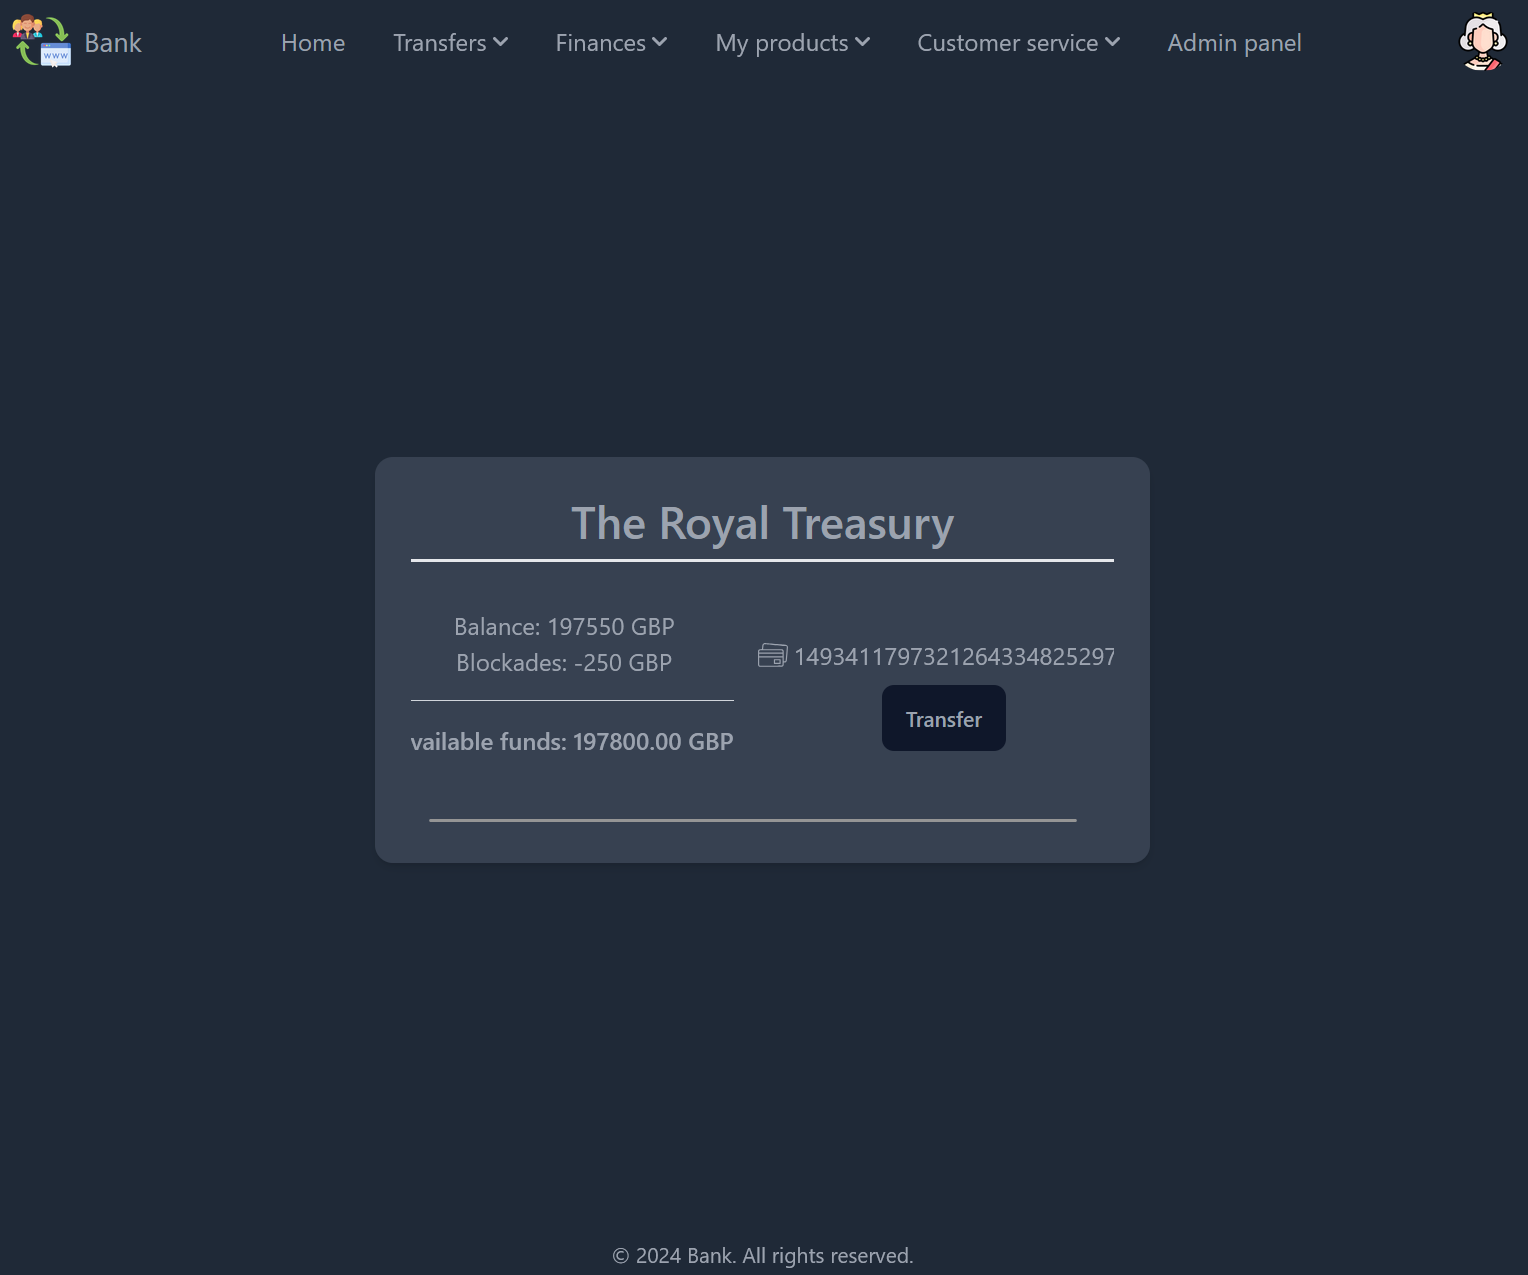 Bank Home Transfers Finances My products Customer service Admin panel
www
The Royal Treasury
Balance: 197550 GBP
Blockades: -250 GBP
vailable funds: 197800.00 GBP
1493411797321264334825297
Transfer
© 2024 Bank. All rights reserved.